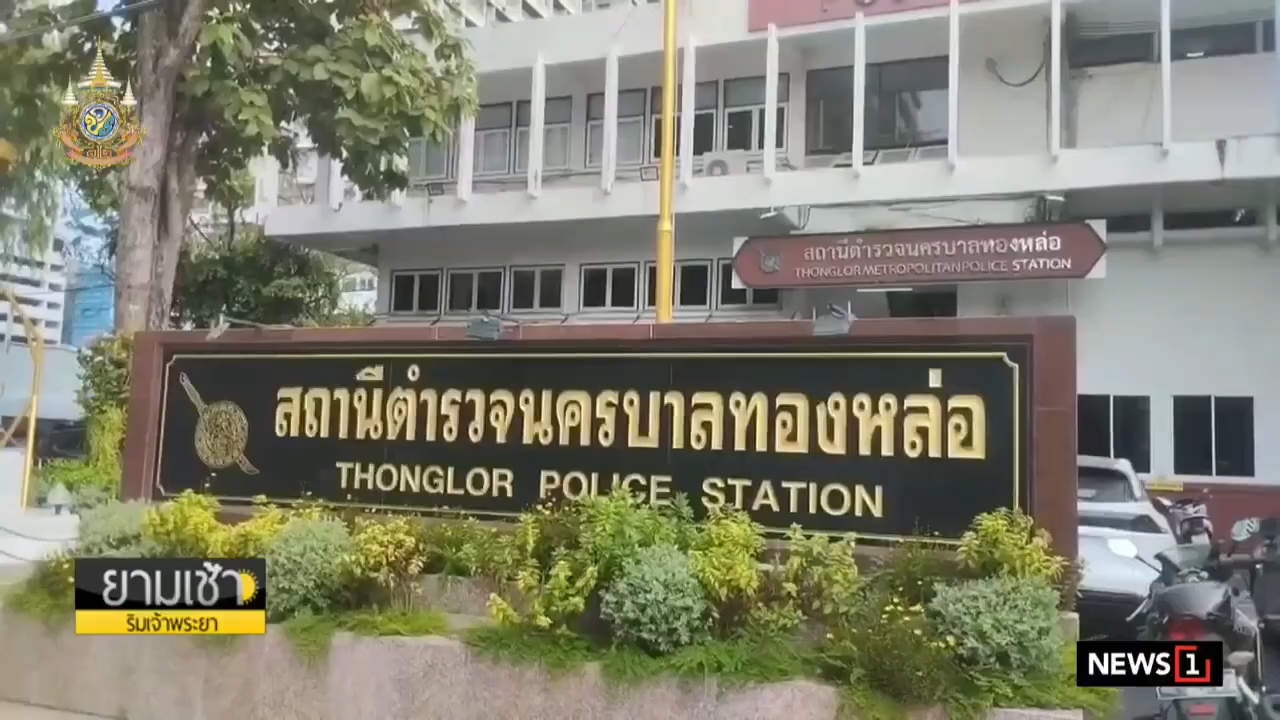 สถานีตำรวจนครบาลทองหล่อ
THONGLOR METROPOLITAN POLICE STATION
สถานีตำรวจนครบาลทองหล่อ
THONGLOR POLICE STATION
ยามเช้า
ริมเจ้าพระยา
NEWS 1